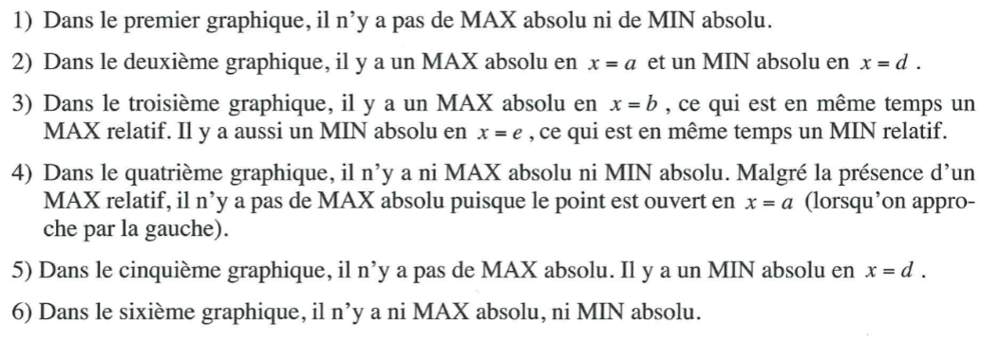 1) Dans le premier graphique, il n’y a pas de MAX absolu ni de MIN absolu.
2) Dans le deuxième graphique, il y a un MAX absolu en x = a et un MIN absolu en x = d .
3) Dans le troisième graphique, il y a un MAX absolu en x = b , ce qui est en même temps un
MAX relatif. Il y a aussi un MIN absolu en x = e , ce qui est en même temps un MIN relatif.
4) Dans le quatrième graphique, il n’y a ni MAX absolu ni MIN absolu. Malgré la présence d’un
MAX relatif, il n’y a pas de MAX absolu puisque le point est ouvert en x = a (lorsqu’on appro-
che par la gauche).
5) Dans le cinquième graphique, il n’y a pas de MAX absolu. Il y a un MIN absolu en x = d .
6) Dans le sixième graphique, il n’y a ni MAX absolu, ni MIN absolu.